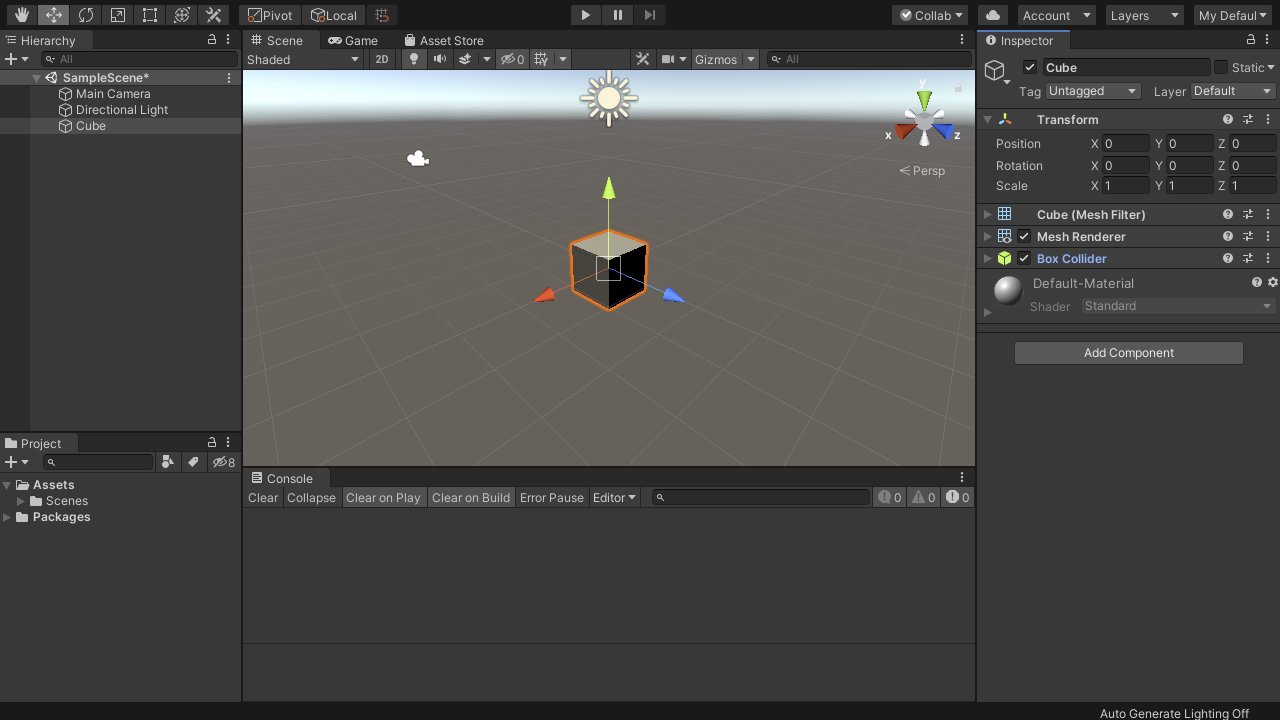 Pivot Local Collab Account Layers My Defaul
Hierarchy
All
SampleScene*
Main Camera
Directional Light
Cube
Scene Game Asset Store
Shaded 2D 0 Gizmos All
y
x z
Persp
Inspector
Cube Static
Tag Untagged Layer Default
Transform
Position X 0 Y 0 Z 0
Rotation X 0 Y 0 Z 0
Scale X 1 Y 1 Z 1
Cube (Mesh Filter)
Mesh Renderer
Box Collider
Default-Material
Shader Standard
Add Component
Project
8
Assets
Scenes
Packages
Console
Clear Collapse Clear on Play Clear on Build Error Pause Editor 0 0 0
Auto Generate Lighting Off